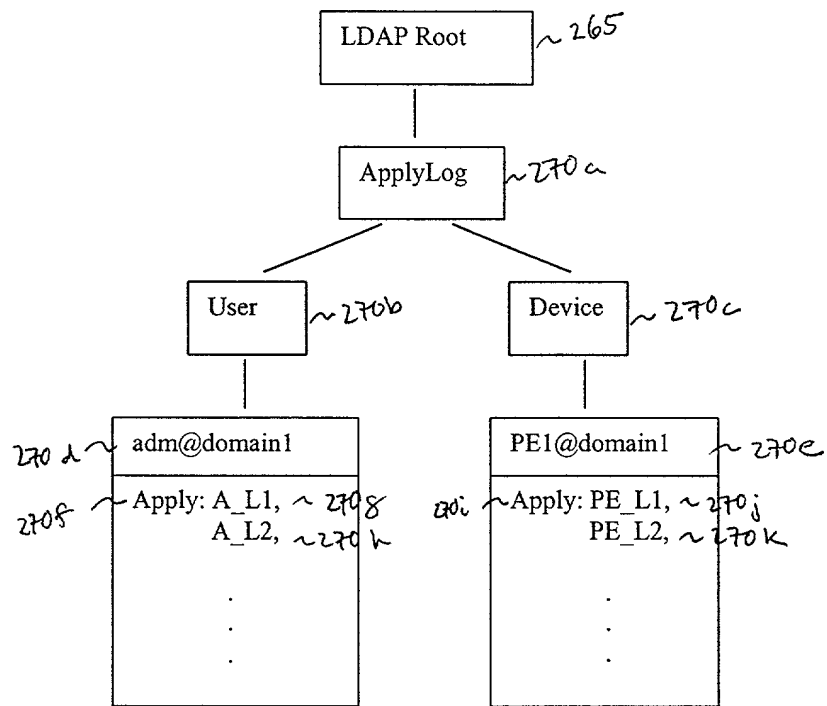 LDAP Root ~ 265
ApplyLog ~ 270a
User ~ 270b
Device ~ 270c
270d ~ adm@domain1
PE1@domain1 ~ 270e
270f ~ Apply: A_L1, ~ 270g
A_L2, ~ 270h
270i ~ Apply: PE_L1, ~ 270j
PE_L2, ~ 270k